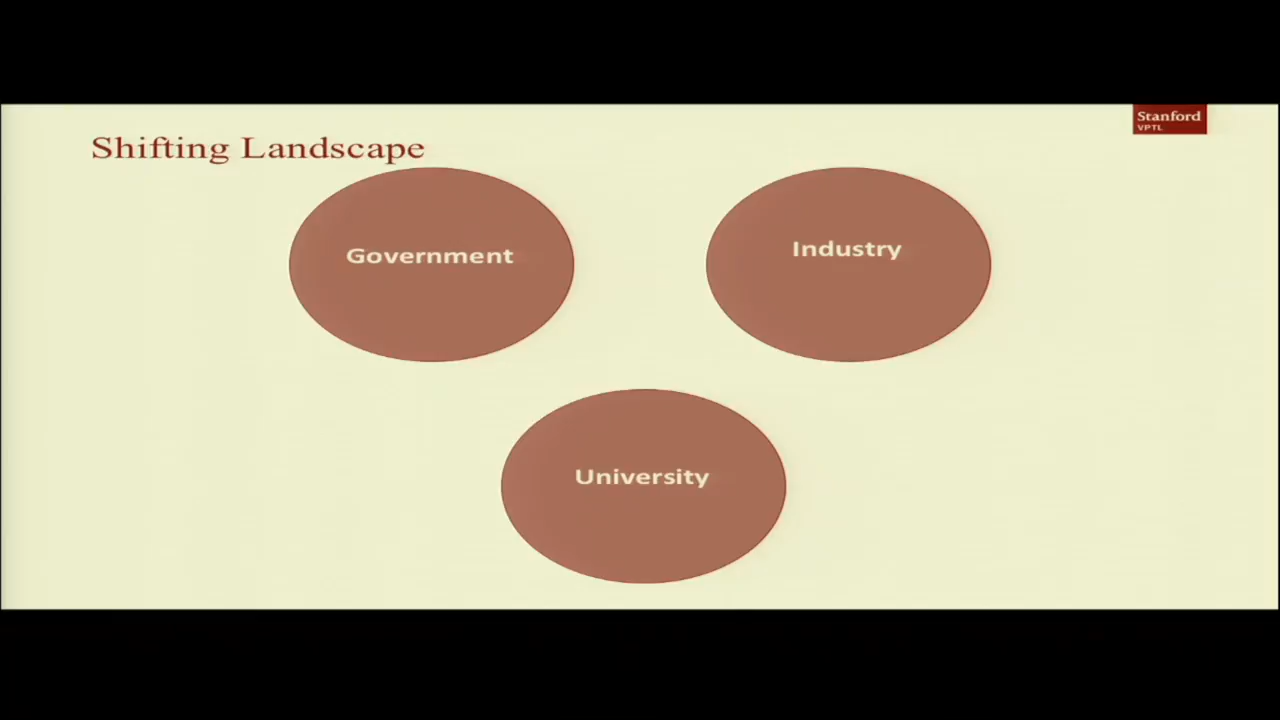 Shifting Landscape
Stanford
VPTL
Government
Industry
University